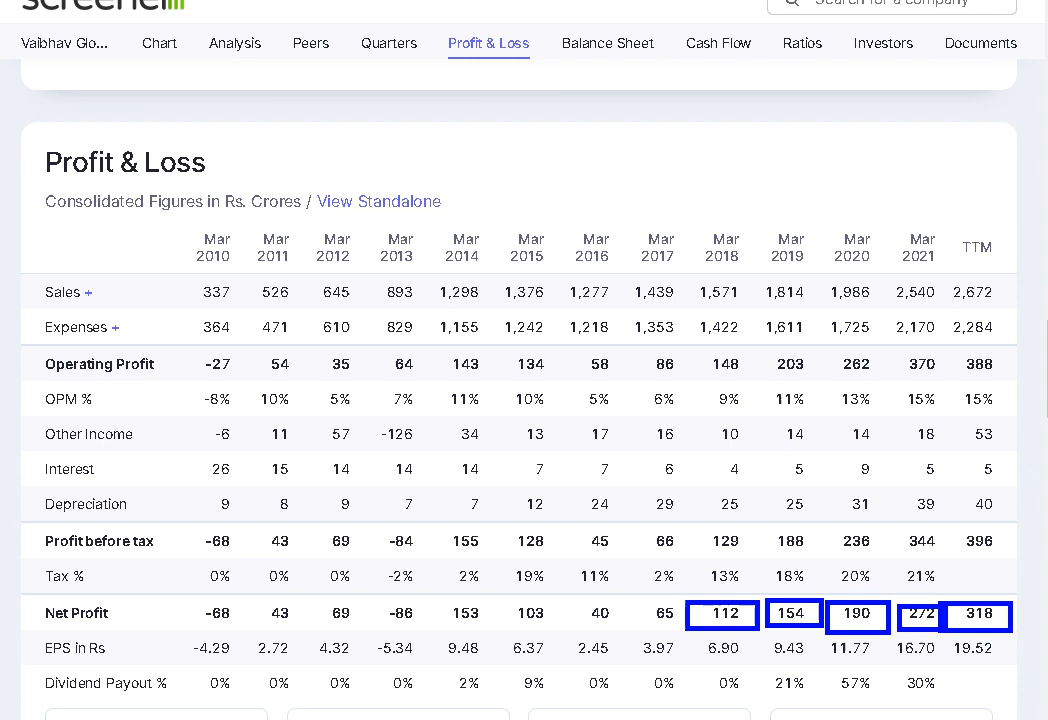 screener
Search for a company
Vaibhav Glo... Chart Analysis Peers Quarters Profit & Loss Balance Sheet Cash Flow Ratios Investors Documents
Profit & Loss
Consolidated Figures in Rs. Crores / View Standalone
Mar 2010 Mar 2011 Mar 2012 Mar 2013 Mar 2014 Mar 2015 Mar 2016 Mar 2017 Mar 2018 Mar 2019 Mar 2020 Mar 2021 TTM
Sales + 337 526 645 893 1,298 1,376 1,277 1,439 1,571 1,814 1,986 2,540 2,672
Expenses + 364 471 610 829 1,155 1,242 1,218 1,353 1,422 1,611 1,725 2,170 2,284
Operating Profit -27 54 35 64 143 134 58 86 148 203 262 370 388
OPM % -8% 10% 5% 7% 11% 10% 5% 6% 9% 11% 13% 15% 15%
Other Income -6 11 57 -126 34 13 17 16 10 14 14 18 53
Interest 26 15 14 14 14 7 7 6 4 5 9 5 5
Depreciation 9 8 9 7 7 12 24 29 25 25 31 39 40
Profit before tax -68 43 69 -84 155 128 45 66 129 188 236 344 396
Tax % 0% 0% 0% -2% 2% 19% 11% 2% 13% 18% 20% 21%
Net Profit -68 43 69 -86 153 103 40 65 112 154 190 272 318
EPS in Rs -4.29 2.72 4.32 -5.34 9.48 6.37 2.45 3.97 6.90 9.43 11.77 16.70 19.52
Dividend Payout % 0% 0% 0% 0% 2% 9% 0% 0% 0% 21% 57% 30%